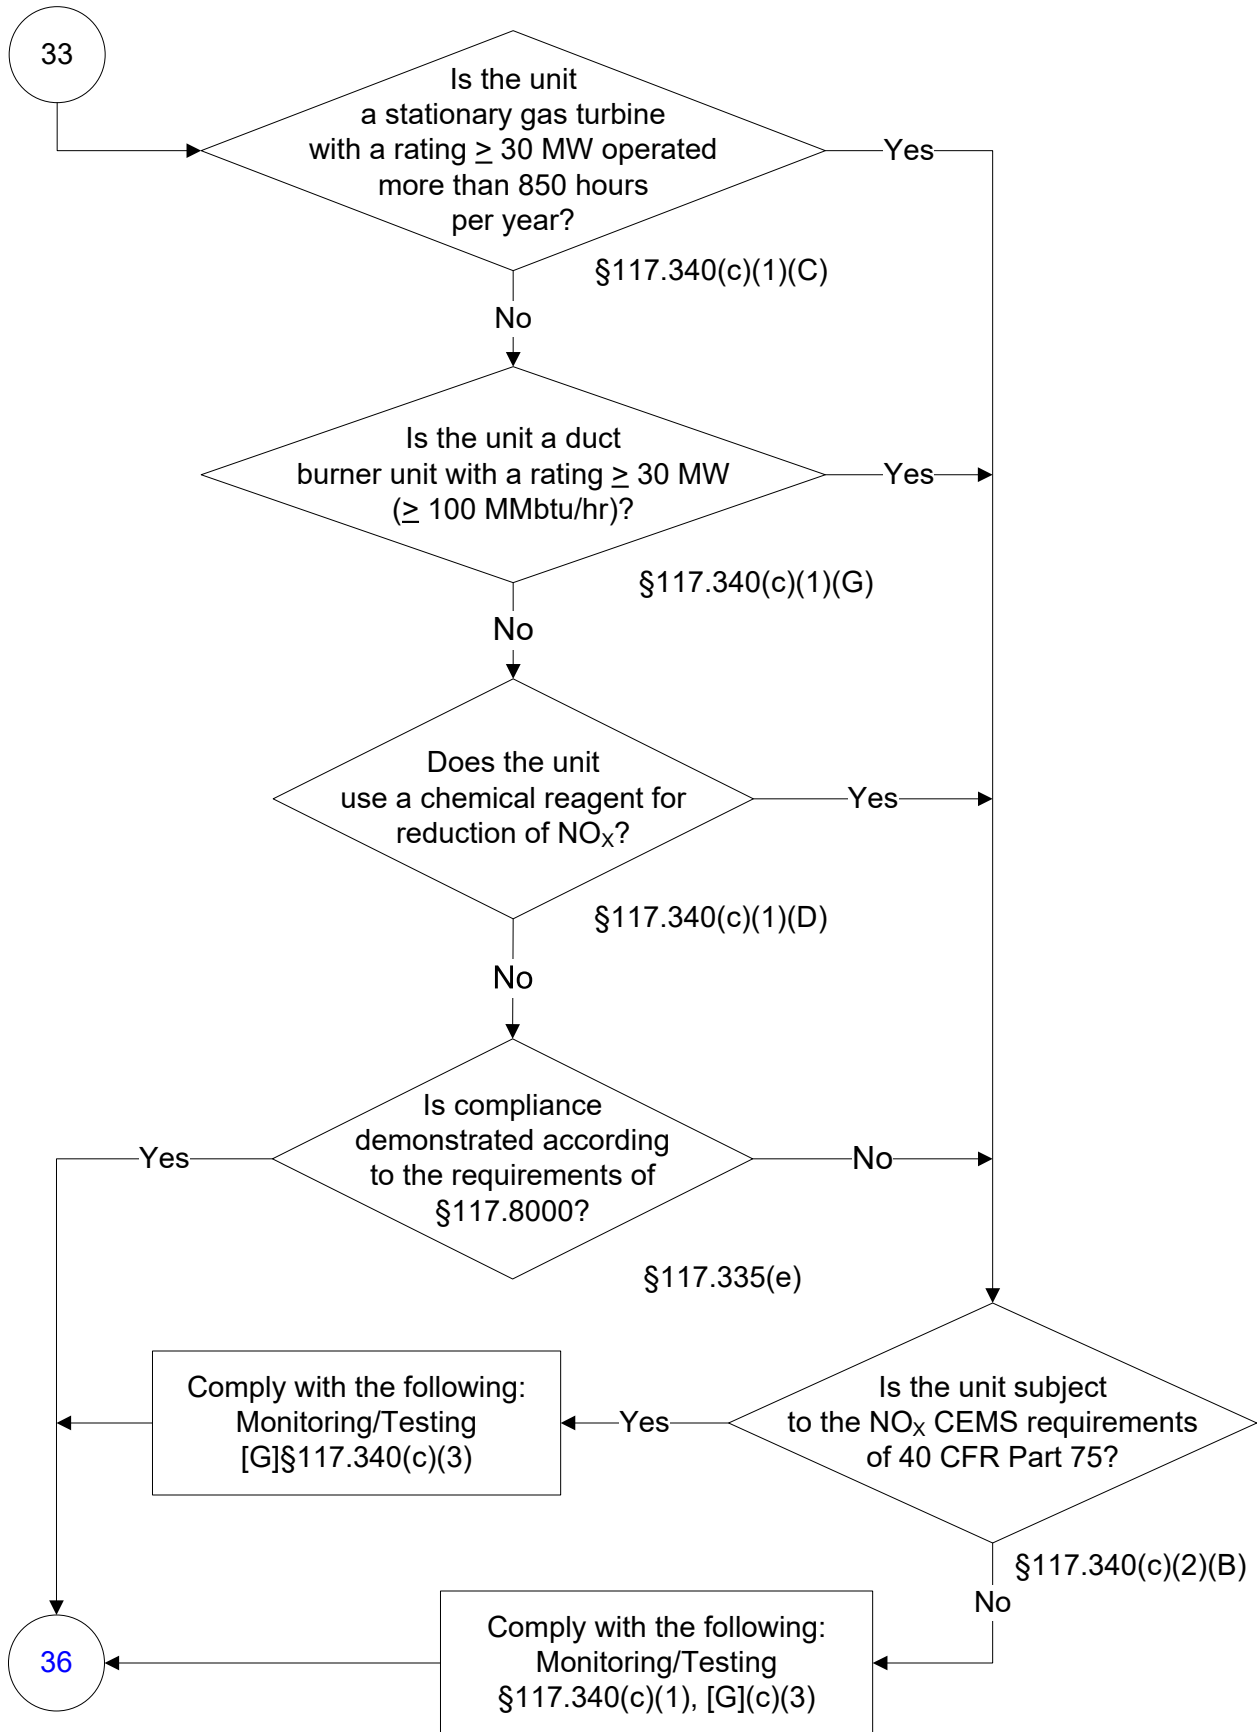 33
Is the unit
a stationary gas turbine
with a rating ≥ 30 MW operated
more than 850 hours
per year?
Yes
§117.340(c)(1)(C)
No
Is the unit a duct
burner unit with a rating ≥ 30 MW
(≥ 100 MMbtu/hr)?
Yes
§117.340(c)(1)(G)
No
Does the unit
use a chemical reagent for
reduction of NOX?
Yes
§117.340(c)(1)(D)
No
Is compliance
demonstrated according
to the requirements of
§117.8000?
Yes
No
§117.335(e)
Is the unit subject
to the NOX CEMS requirements
of 40 CFR Part 75?
Yes
Comply with the following:
Monitoring/Testing
[G]§117.340(c)(3)
§117.340(c)(2)(B)
No
Comply with the following:
Monitoring/Testing
§117.340(c)(1), [G](c)(3)
36